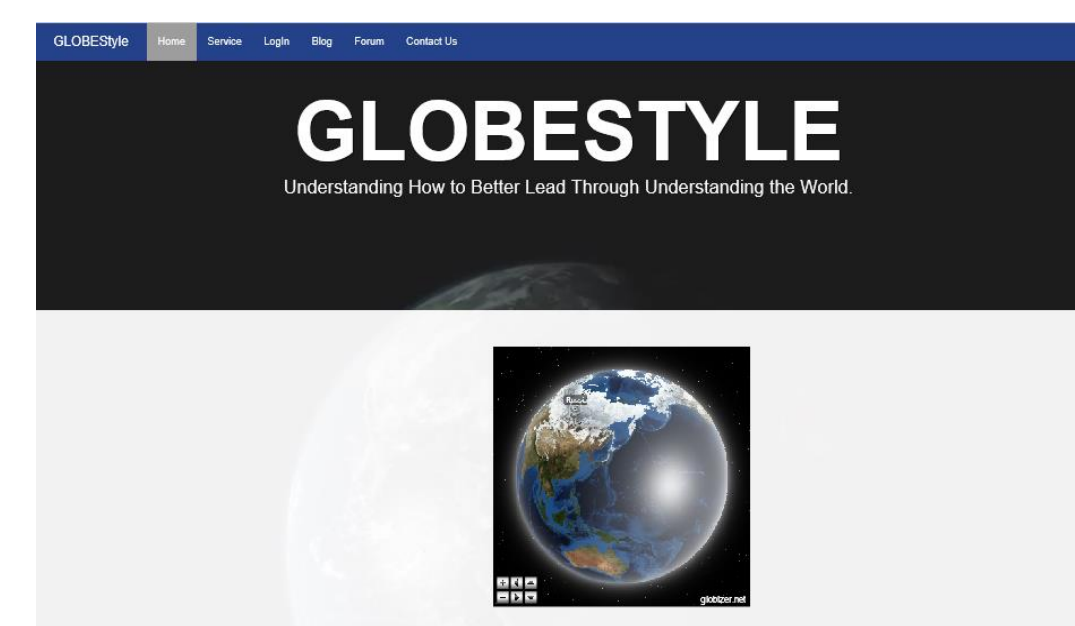 GLOBEStyle Home Service LogIn Blog Forum Contact Us
GLOBESTYLE
Understanding How to Better Lead Through Understanding the World.
globizer.net